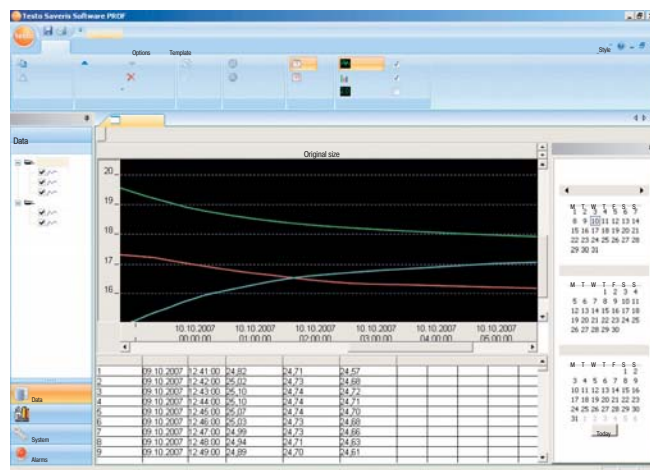 Testo Saveris Software PROF
Options Template Style
Data
Original size
20
19
18
17
16
10.10.2007 10.10.2007 10.10.2007 10.10.2007 10.10.2007
00:00:00 01:00:00 02:00:00 03:00:00 04:00:00 05:00:00
1 09.10.2007 12:41:00 24,82 24,71 24,57
2 09.10.2007 12:42:00 25,02 24,73 24,68
3 09.10.2007 12:43:00 25,10 24,74 24,72
4 09.10.2007 12:44:00 25,10 24,74 24,71
5 09.10.2007 12:45:00 25,07 24,74 24,70
6 09.10.2007 12:46:00 25,03 24,73 24,68
7 09.10.2007 12:47:00 24,99 24,73 24,66
8 09.10.2007 12:48:00 24,94 24,71 24,63
9 09.10.2007 12:49:00 24,89 24,70 24,61
Data
System
Alarms
M T W T F S S
1 2 3 4 5 6 7
8 9 10 11 12 13 14
15 16 17 18 19 20 21
22 23 24 25 26 27 28
29 30 31
M T W T F S S
1 2 3 4
5 6 7 8 9 10 11
12 13 14 15 16 17 18
19 20 21 22 23 24 25
26 27 28 29 30
M T W T F S S
1 2
3 4 5 6 7 8 9
10 11 12 13 14 15 16
17 18 19 20 21 22 23
24 25 26 27 28 29 30
31
Today